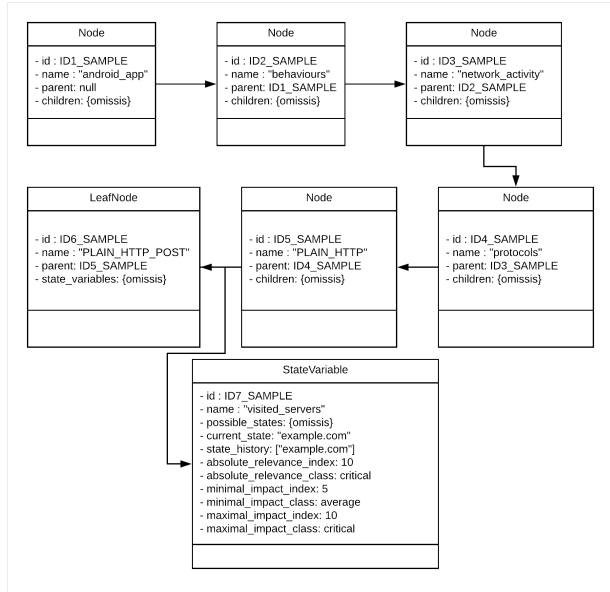 Node
- id : ID1_SAMPLE
- name : "android_app"
- parent: null
- children: {omissis}
Node
- id : ID2_SAMPLE
- name : "behaviours"
- parent: ID1_SAMPLE
- children: {omissis}
Node
- id : ID3_SAMPLE
- name : "network_activity"
- parent: ID2_SAMPLE
- children: {omissis}
LeafNode
- id : ID6_SAMPLE
- name : "PLAIN_HTTP_POST"
- parent: ID5_SAMPLE
- state_variables: {omissis}
Node
- id : ID5_SAMPLE
- name : "PLAIN_HTTP"
- parent: ID4_SAMPLE
- children: {omissis}
Node
- id : ID4_SAMPLE
- name : "protocols"
- parent: ID3_SAMPLE
- children: {omissis}
StateVariable
- id : ID7_SAMPLE
- name : "visited_servers"
- possible_states: {omissis}
- current_state: "example.com"
- state_history: ["example.com"]
- absolute_relevance_index: 10
- absolute_relevance_class: critical
- minimal_impact_index: 5
- minimal_impact_class: average
- maximal_impact_index: 10
- maximal_impact_class: critical